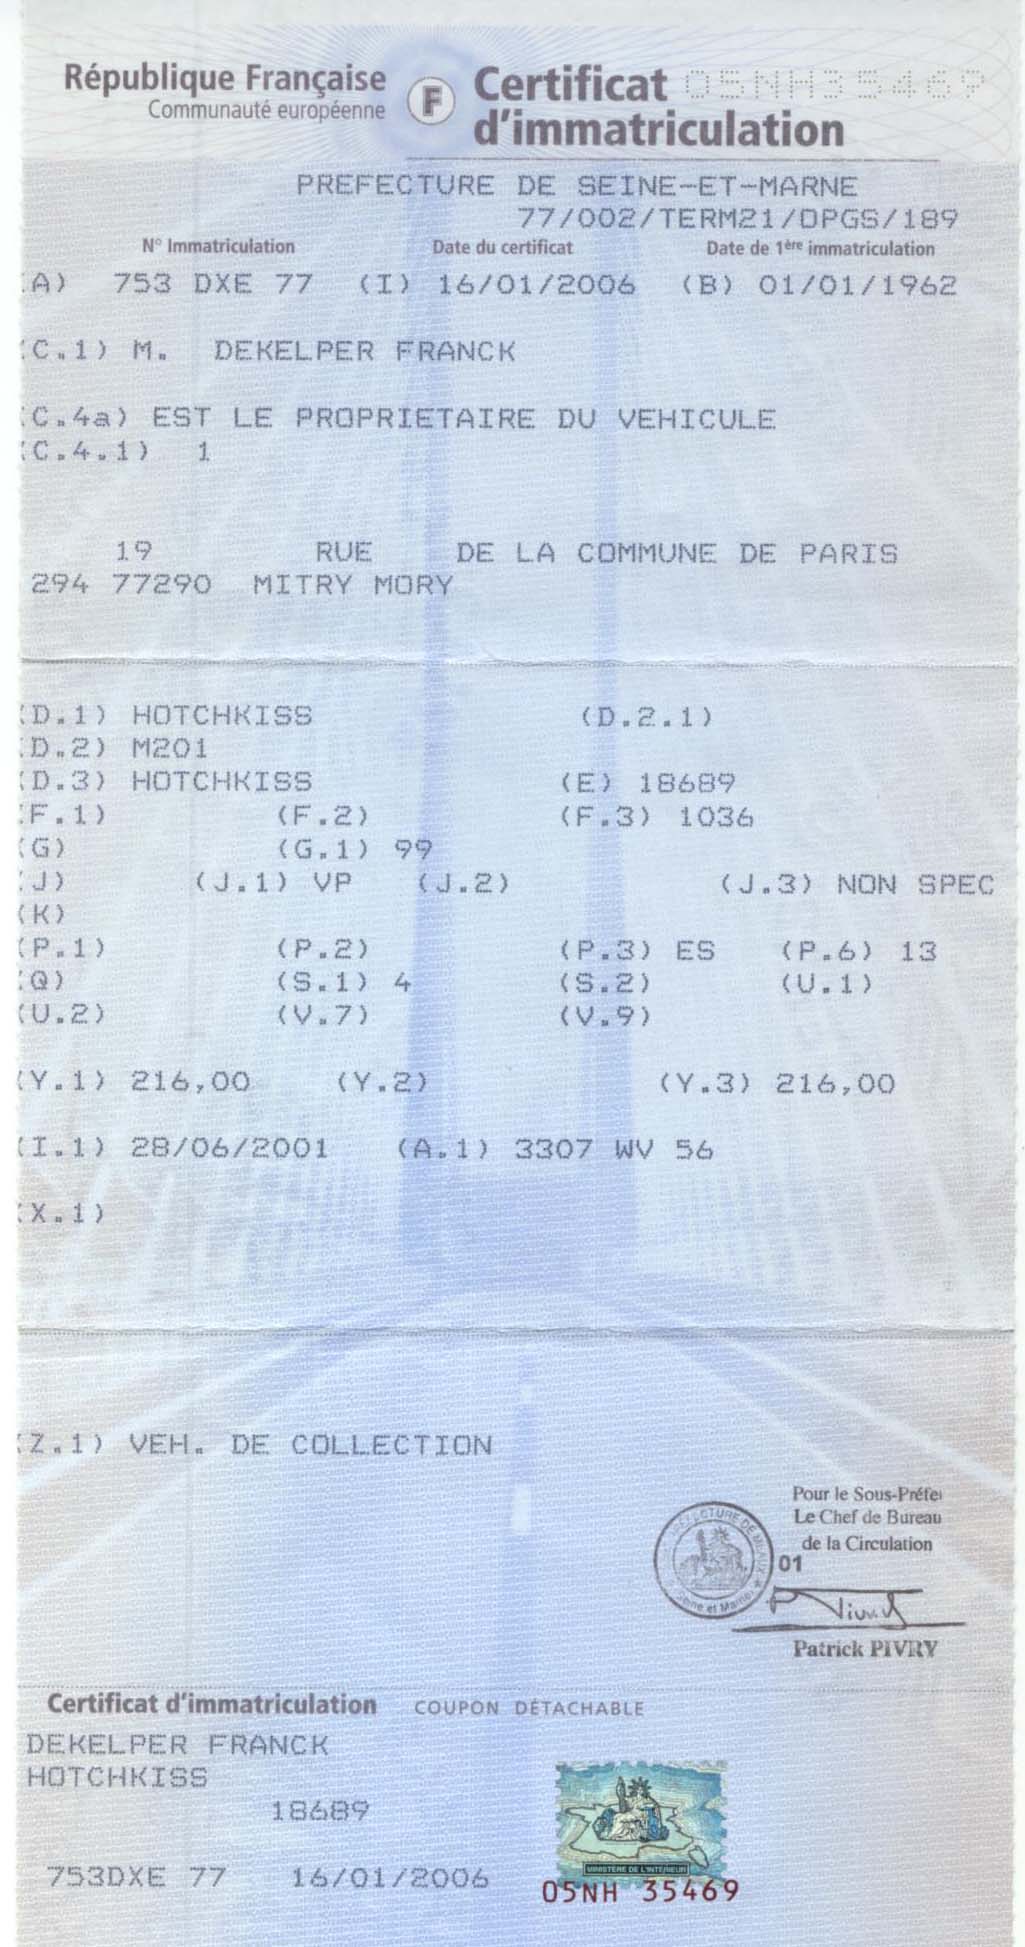 République Française
Communauté européenne
F
Certificat 05NH35469
d'immatriculation
PREFECTURE DE SEINE-ET-MARNE
77/002/TERM21/DPGS/189
N° Immatriculation Date du certificat Date de 1ère immatriculation
(A) 753 DXE 77 (I) 16/01/2006 (B) 01/01/1962
(C.1) M. DEKELPER FRANCK
(C.4a) EST LE PROPRIETAIRE DU VEHICULE
(C.4.1) 1
19 RUE DE LA COMMUNE DE PARIS
294 77290 MITRY MORY
(D.1) HOTCHKISS (D.2.1)
(D.2) M201
(D.3) HOTCHKISS (E) 18689
(F.1) (F.2) (F.3) 1036
(G) (G.1) 99
(J) (J.1) VP (J.2) (J.3) NON SPEC
(K)
(P.1) (P.2) (P.3) ES (P.6) 13
(Q) (S.1) 4 (S.2) (U.1)
(U.2) (V.7) (V.9)
(Y.1) 216,00 (Y.2) (Y.3) 216,00
(I.1) 28/06/2001 (A.1) 3307 WV 56
(X.1)
(Z.1) VEH. DE COLLECTION
Pour le Sous-Préfe
Le Chef de Bureau
de la Circulation
01
Patrick PIVRY
Certificat d'immatriculation COUPON DÉTACHABLE
DEKELPER FRANCK
HOTCHKISS
18689
753DXE 77 16/01/2006
MINISTÈRE DE L'INTÉRIEUR
05NH 35469